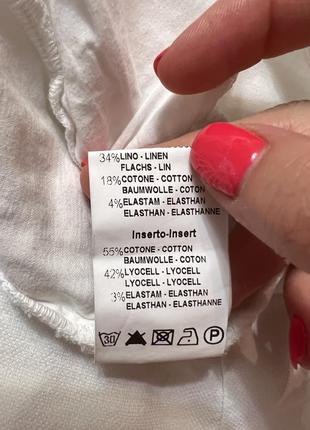 34%LINO - LINEN
FLACHS - LIN
18%COTONE - COTTON
BAUMWOLLE - COTON
4%ELASTAM - ELASTHAN
ELASTHAN - ELASTHANNE
Inserto-Insert
55%COTONE - COTTON
BAUMWOLLE - COTON
42%LYOCELL - LYOCELL
LYOCELL - LYOCELL
3%ELASTAM - ELASTHAN
ELASTHAN - ELASTHANNE
30 P